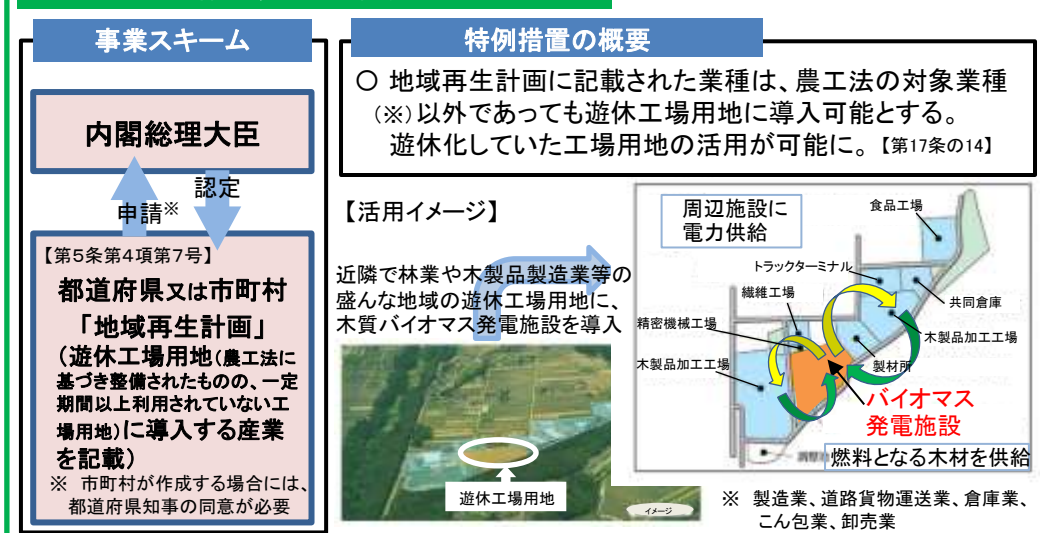 事業スキーム
内閣総理大臣
認定
申請※
【第5条第4項第7号】
都道府県又は市町村
「地域再生計画」
（遊休工場用地（農工法に
基づき整備されたものの、一定
期間以上利用されていない工
場用地）に導入する産業
を記載）
※ 市町村が作成する場合には、
都道府県知事の同意が必要
特例措置の概要
〇 地域再生計画に記載された業種は、農工法の対象業種
（※）以外であっても遊休工場用地に導入可能とする。
遊休化していた工場用地の活用が可能に。【第17条の14】
【活用イメージ】
近隣で林業や木製品製造業等の
盛んな地域の遊休工場用地に、
木質バイオマス発電施設を導入
遊休工場用地
イメージ
周辺施設に
電力供給
食品工場
トラックターミナル
繊維工場
共同倉庫
精密機械工場
木製品加工工場
木製品加工工場
製材所
バイオマス
発電施設
燃料となる木材を供給
※ 製造業、道路貨物運送業、倉庫業、
こん包業、卸売業